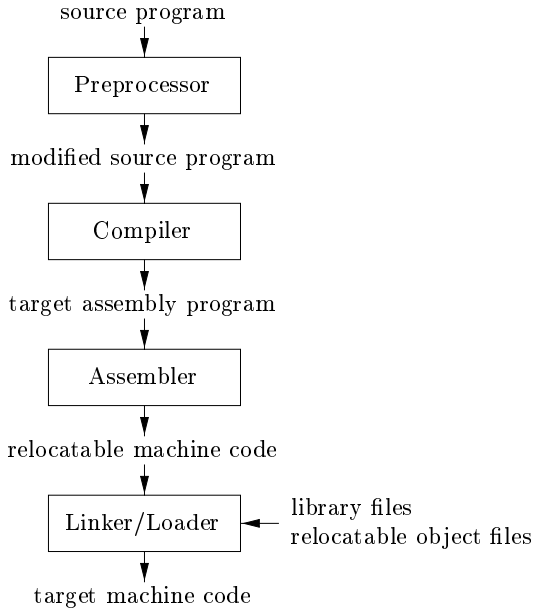 source program
Preprocessor
modified source program
Compiler
target assembly program
Assembler
relocatable machine code
Linker/Loader
library files
relocatable object files
target machine code